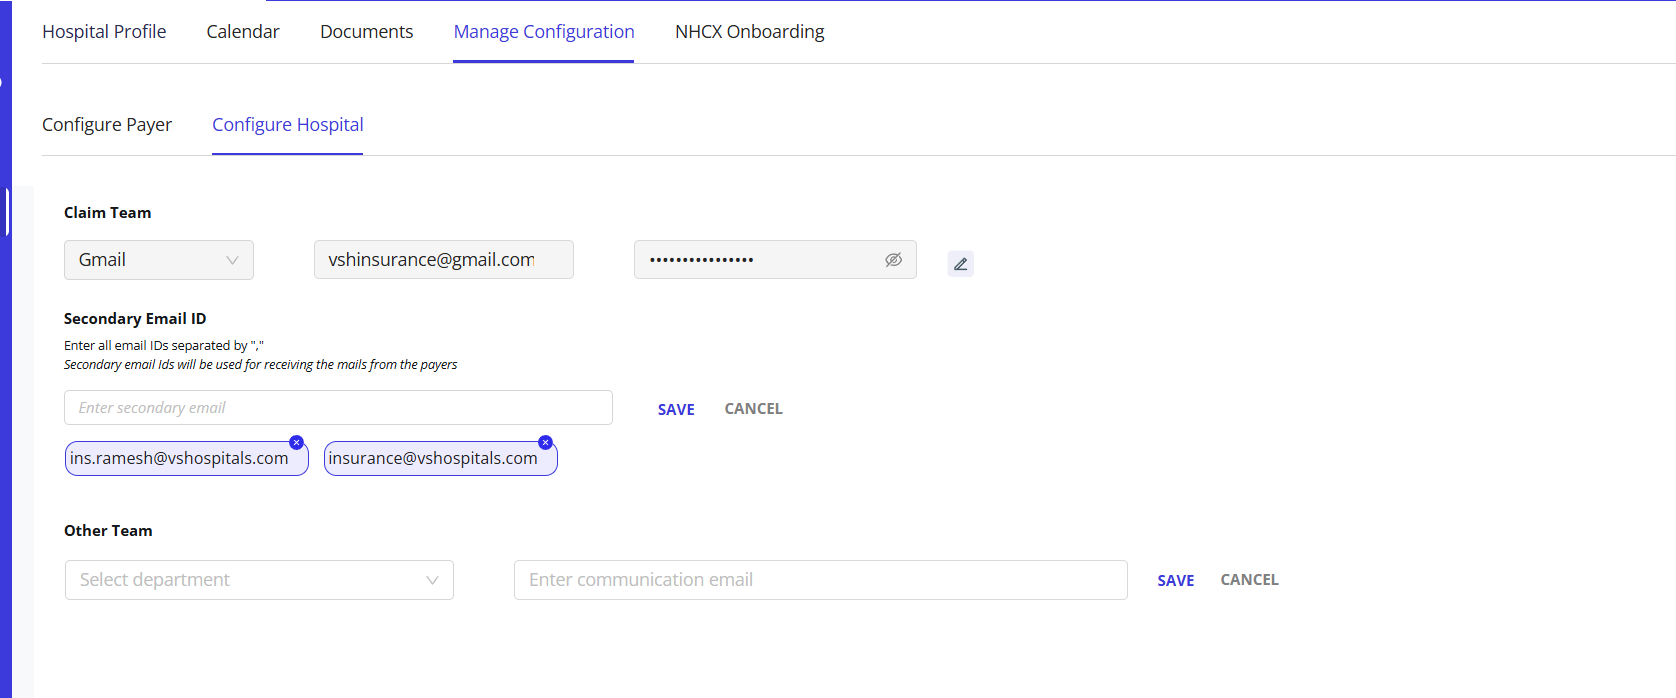 Hospital Profile Calendar Documents Manage Configuration NHCX Onboarding
Configure Payer Configure Hospital
Claim Team
Gmail vshinsurance@gmail.com ••••••••••••••••
Secondary Email ID
Enter all email IDs separated by ","
Secondary email Ids will be used for receiving the mails from the payers
Enter secondary email SAVE CANCEL
ins.ramesh@vshospitals.com insurance@vshospitals.com
Other Team
Select department Enter communication email SAVE CANCEL